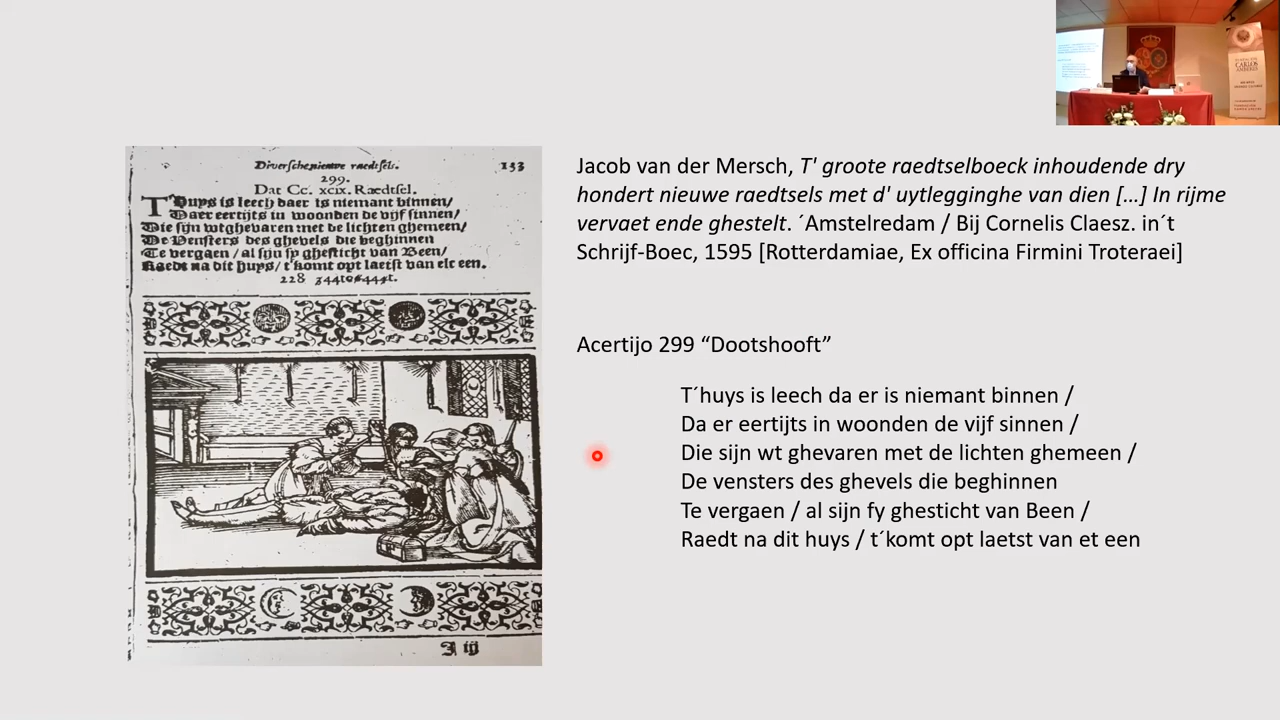 Diversche nieuwe raedtsels. 133
299.
Dat Cc. xcix. Raedtsel.
T'Huys is leech daer is niemant binnen/
Daer eertijts in woonden de vijf sinnen/
Die sijn wtghevaren met de lichten ghemeen/
De Vensters des ghevels die beghinnen
Te vergaen / al sijn sy ghesticht van Been/
Raedt na dit huys / t'komt opt laetst van elc een.
228
Jacob van der Mersch, T' groote raedtselboeck inhoudende dry
hondert nieuwe raedtsels met d' uytlegginghe van dien [...] In rijme
vervaet ende ghestelt. ´Amstelredam / Bij Cornelis Claesz. in´t
Schrijf-Boec, 1595 [Rotterdamiae, Ex officina Firmini Troteraei]
Acertijo 299 “Dootshooft”
T´huys is leech da er is niemant binnen /
Da er eertijts in woonden de vijf sinnen /
Die sijn wt ghevaren met de lichten ghemeen /
De vensters des ghevels die beghinnen
Te vergaen / al sijn fy ghesticht van Been /
Raedt na dit huys / t´komt opt laetst van et een
CARLOS
AMBERES